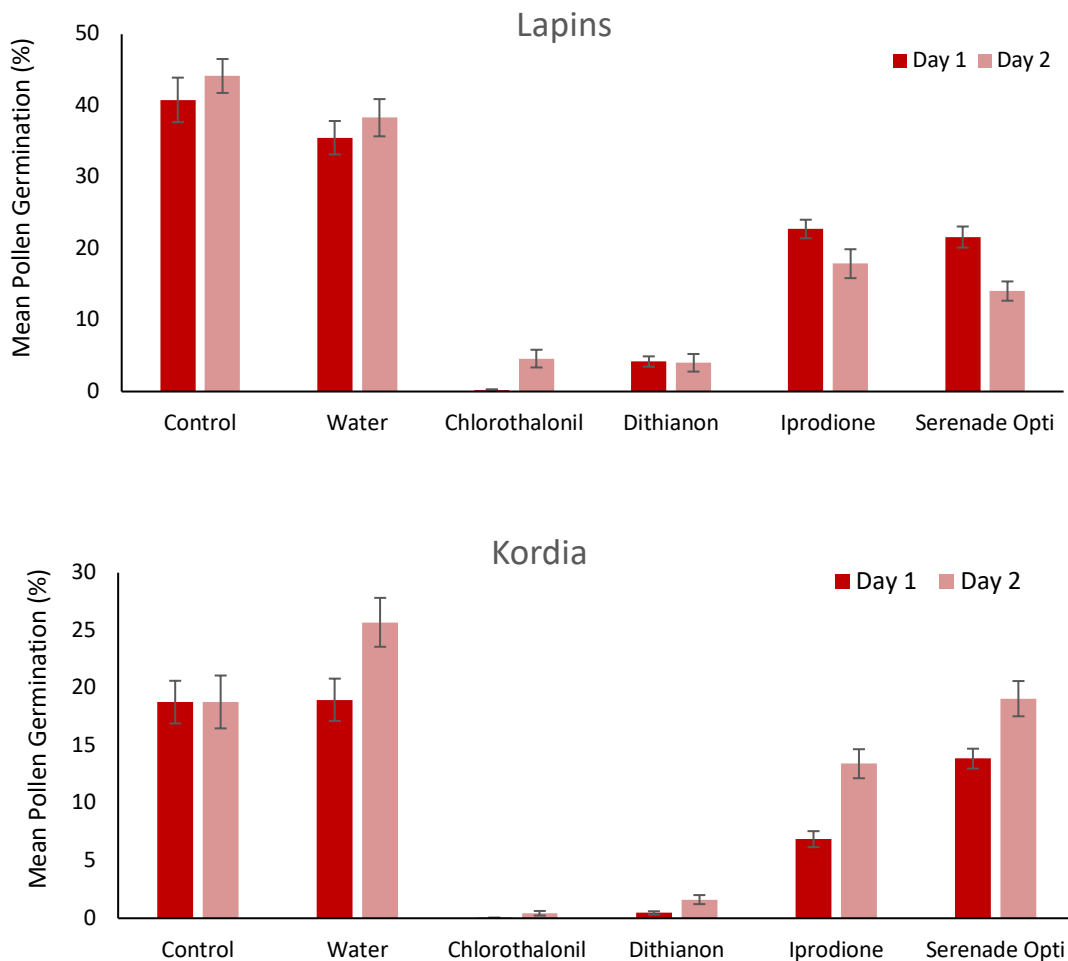 Lapins
Day 1 Day 2
Mean Pollen Germination (%)
50
40
30
20
10
0
Control Water Chlorothalonil Dithianon Iprodione Serenade Opti
Kordia
Day 1 Day 2
Mean Pollen Germination (%)
30
25
20
15
10
5
0
Control Water Chlorothalonil Dithianon Iprodione Serenade Opti